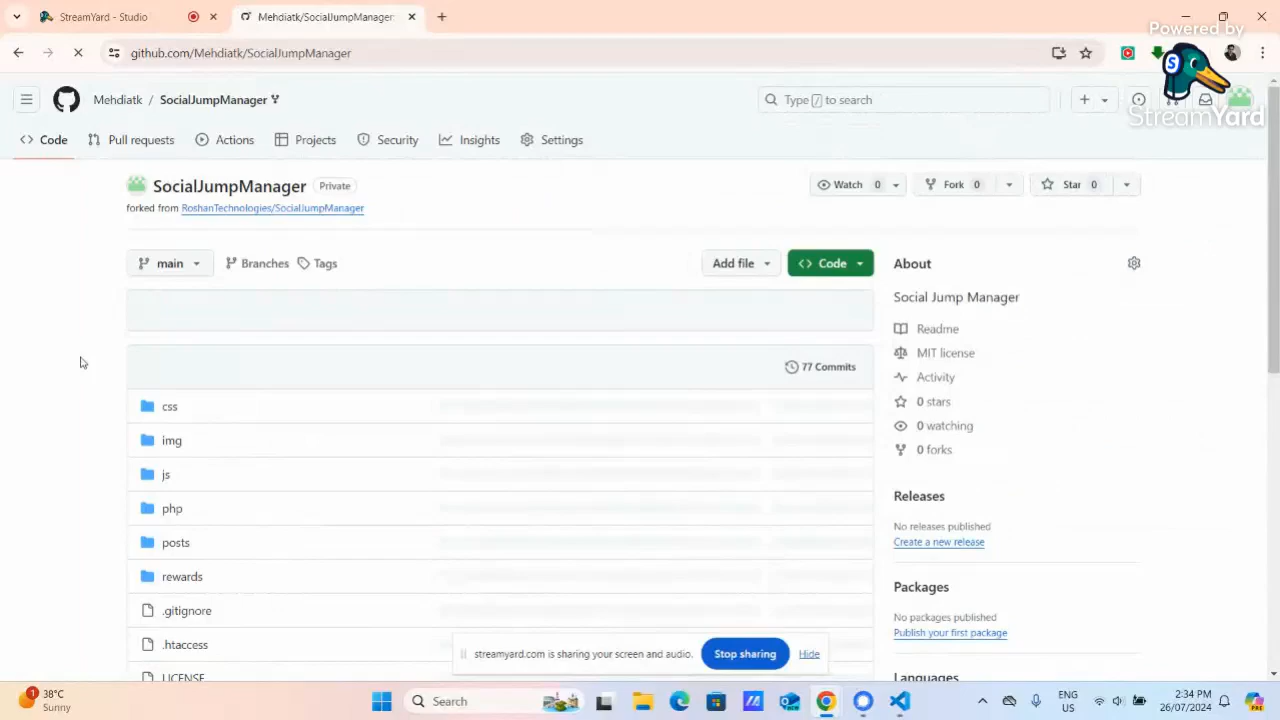 StreamYard - Studio
Mehdiatk/SocialJumpManager:
Powered by
StreamYard
github.com/Mehdiatk/SocialJumpManager
Mehdiatk / SocialJumpManager
Type / to search
Code
Pull requests
Actions
Projects
Security
Insights
Settings
SocialJumpManager Private
forked from RoshanTechnologies/SocialJumpManager
Watch 0
Fork 0
Star 0
main
Branches
Tags
Add file
<> Code
77 Commits
css
img
js
php
posts
rewards
.gitignore
.htaccess
LICENSE
About
Social Jump Manager
Readme
MIT license
Activity
0 stars
0 watching
0 forks
Releases
No releases published
Create a new release
Packages
No packages published
Publish your first package
Languages
streamyard.com is sharing your screen and audio.
Stop sharing
Hide
1
38°C
Sunny
Search
ENG
US
2:34 PM
26/07/2024